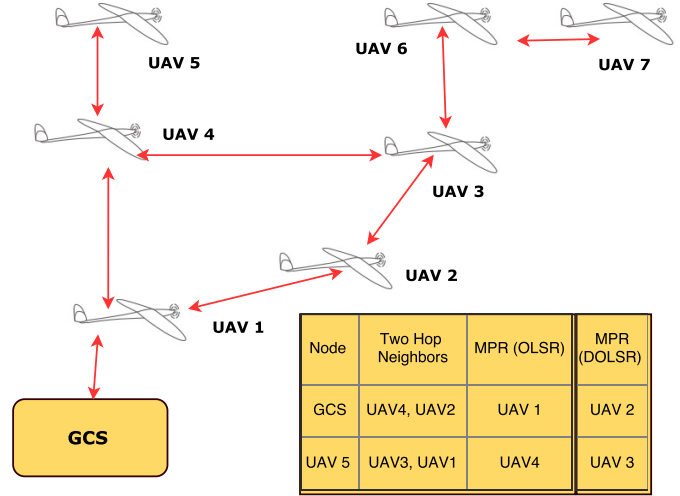 UAV 5
UAV 6
UAV 7
UAV 4
UAV 3
UAV 2
UAV 1
GCS
Node
Two Hop
Neighbors
MPR (OLSR)
MPR
(DOLSR)
GCS
UAV4, UAV2
UAV 1
UAV 2
UAV 5
UAV3, UAV1
UAV4
UAV 3